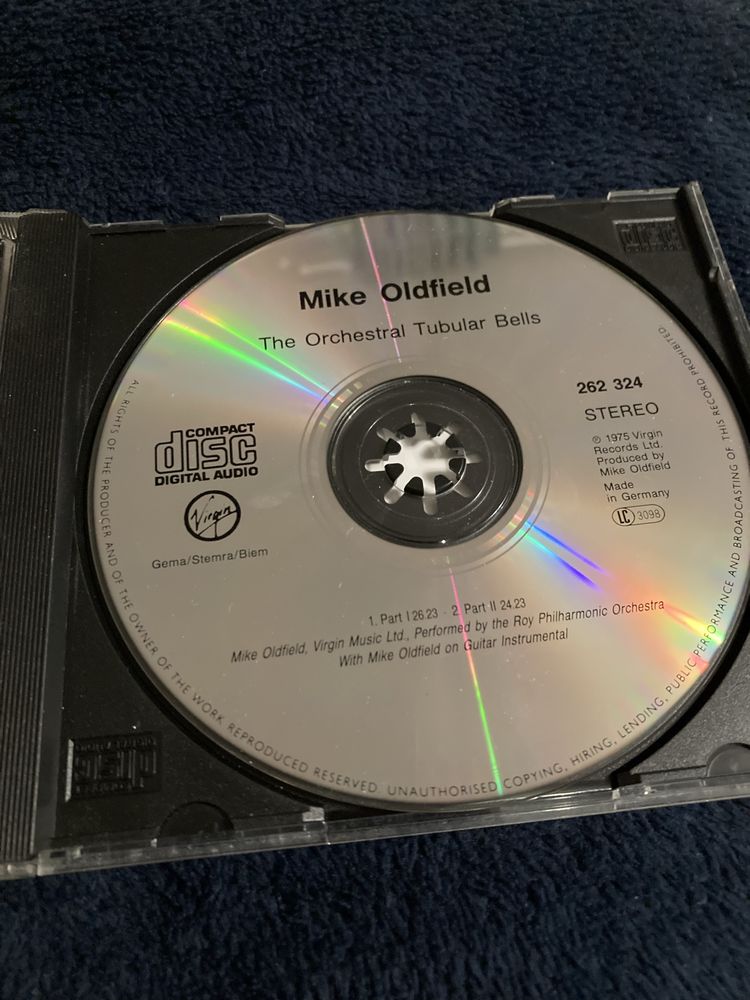 Mike Oldfield
The Orchestral Tubular Bells
262 324
STEREO
℗ 1975 Virgin
Records Ltd.
Produced by
Mike Oldfield
Made
in Germany
LC 3098
COMPACT
disc
DIGITAL AUDIO
Virgin
Gema/Stemra/Biem
1. Part I 26.23 · 2. Part II 24.23
Mike Oldfield, Virgin Music Ltd., Performed by the Roy Philharmonic Orchestra
With Mike Oldfield on Guitar Instrumental
ALL RIGHTS OF THE PRODUCER AND OF THE OWNER OF THE WORK REPRODUCED RESERVED. UNAUTHORISED COPYING, HIRING, LENDING, PUBLIC PERFORMANCE AND BROADCASTING OF THIS RECORD PROHIBITED
disc
COMPACT
disc